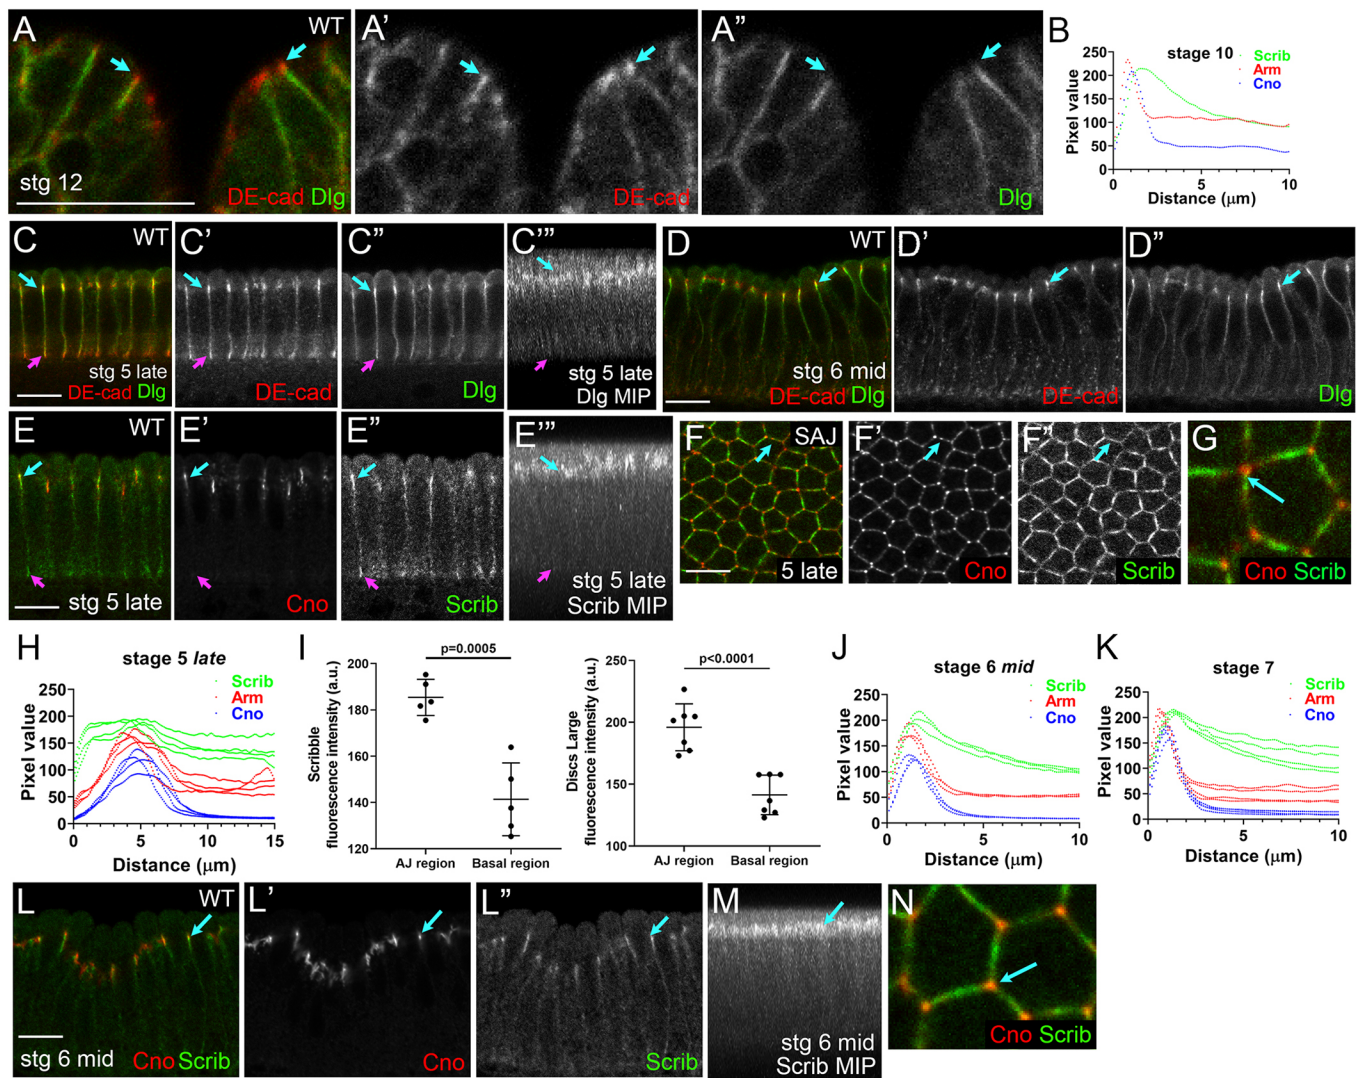 A
WT
stg 12
DE-cad Dlg
A'
DE-cad
A"
Dlg
B
stage 10
Scrib
Arm
Cno
Pixel value
250
200
150
100
50
0
0
5
10
Distance (μm)
C
WT
stg 5 late
DE-cad Dlg
C'
DE-cad
C"
Dlg
C'"
stg 5 late
Dlg MIP
D
WT
stg 6 mid
DE-cad Dlg
D'
DE-cad
D"
Dlg
E
WT
stg 5 late
E'
Cno
E"
Scrib
E'"
stg 5 late
Scrib MIP
F
SAJ
5 late
F'
Cno
F"
Scrib
G
Cno Scrib
H
stage 5 late
Scrib
Arm
Cno
Pixel value
250
200
150
100
50
0
0
5
10
15
Distance (μm)
I
p=0.0005
Scribble
fluorescence intensity (a.u.)
200
180
160
140
120
AJ region
Basal region
p<0.0001
Discs Large
fluorescence intensity (a.u.)
250
200
150
100
AJ region
Basal region
J
stage 6 mid
Scrib
Arm
Cno
Pixel value
250
200
150
100
50
0
0
5
10
Distance (μm)
K
stage 7
Scrib
Arm
Cno
Pixel value
250
200
150
100
50
0
0
5
10
Distance (μm)
L
WT
stg 6 mid
Cno Scrib
L'
Cno
L"
Scrib
M
stg 6 mid
Scrib MIP
N
Cno Scrib